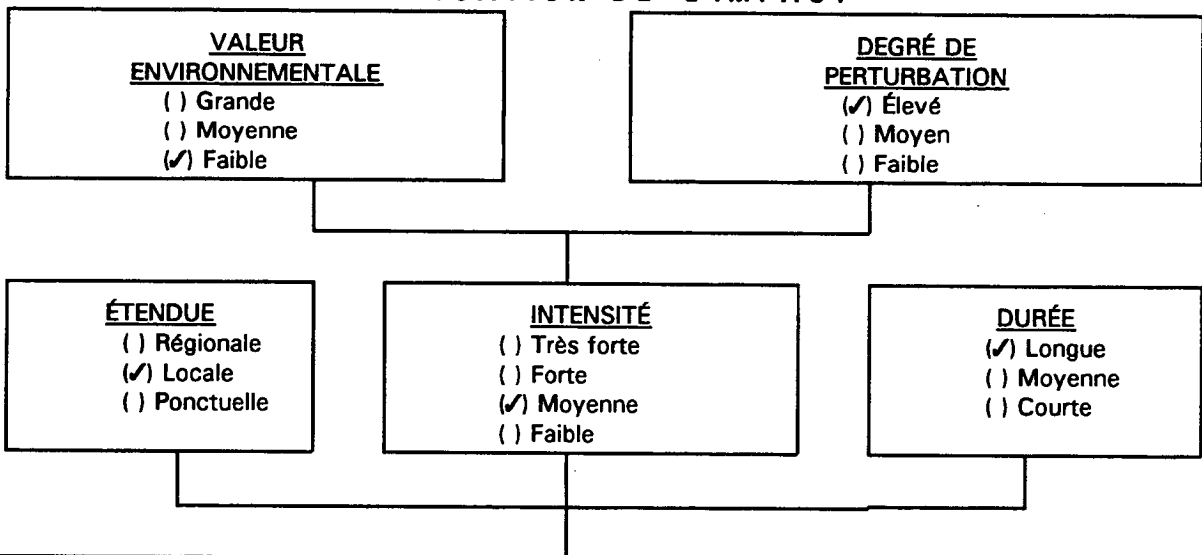 VALEUR
ENVIRONNEMENTALE
( ) Grande
( ) Moyenne
(✓) Faible
DEGRÉ DE
PERTURBATION
(✓) Élevé
( ) Moyen
( ) Faible
ÉTENDUE
( ) Régionale
(✓) Locale
( ) Ponctuelle
INTENSITÉ
( ) Très forte
( ) Forte
(✓) Moyenne
( ) Faible
DURÉE
(✓) Longue
( ) Moyenne
( ) Courte